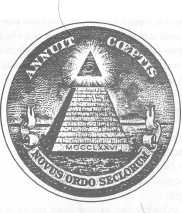 ANNUIT CŒPTIS
MDCCLXXVI
NOVUS ORDO SECLORUM